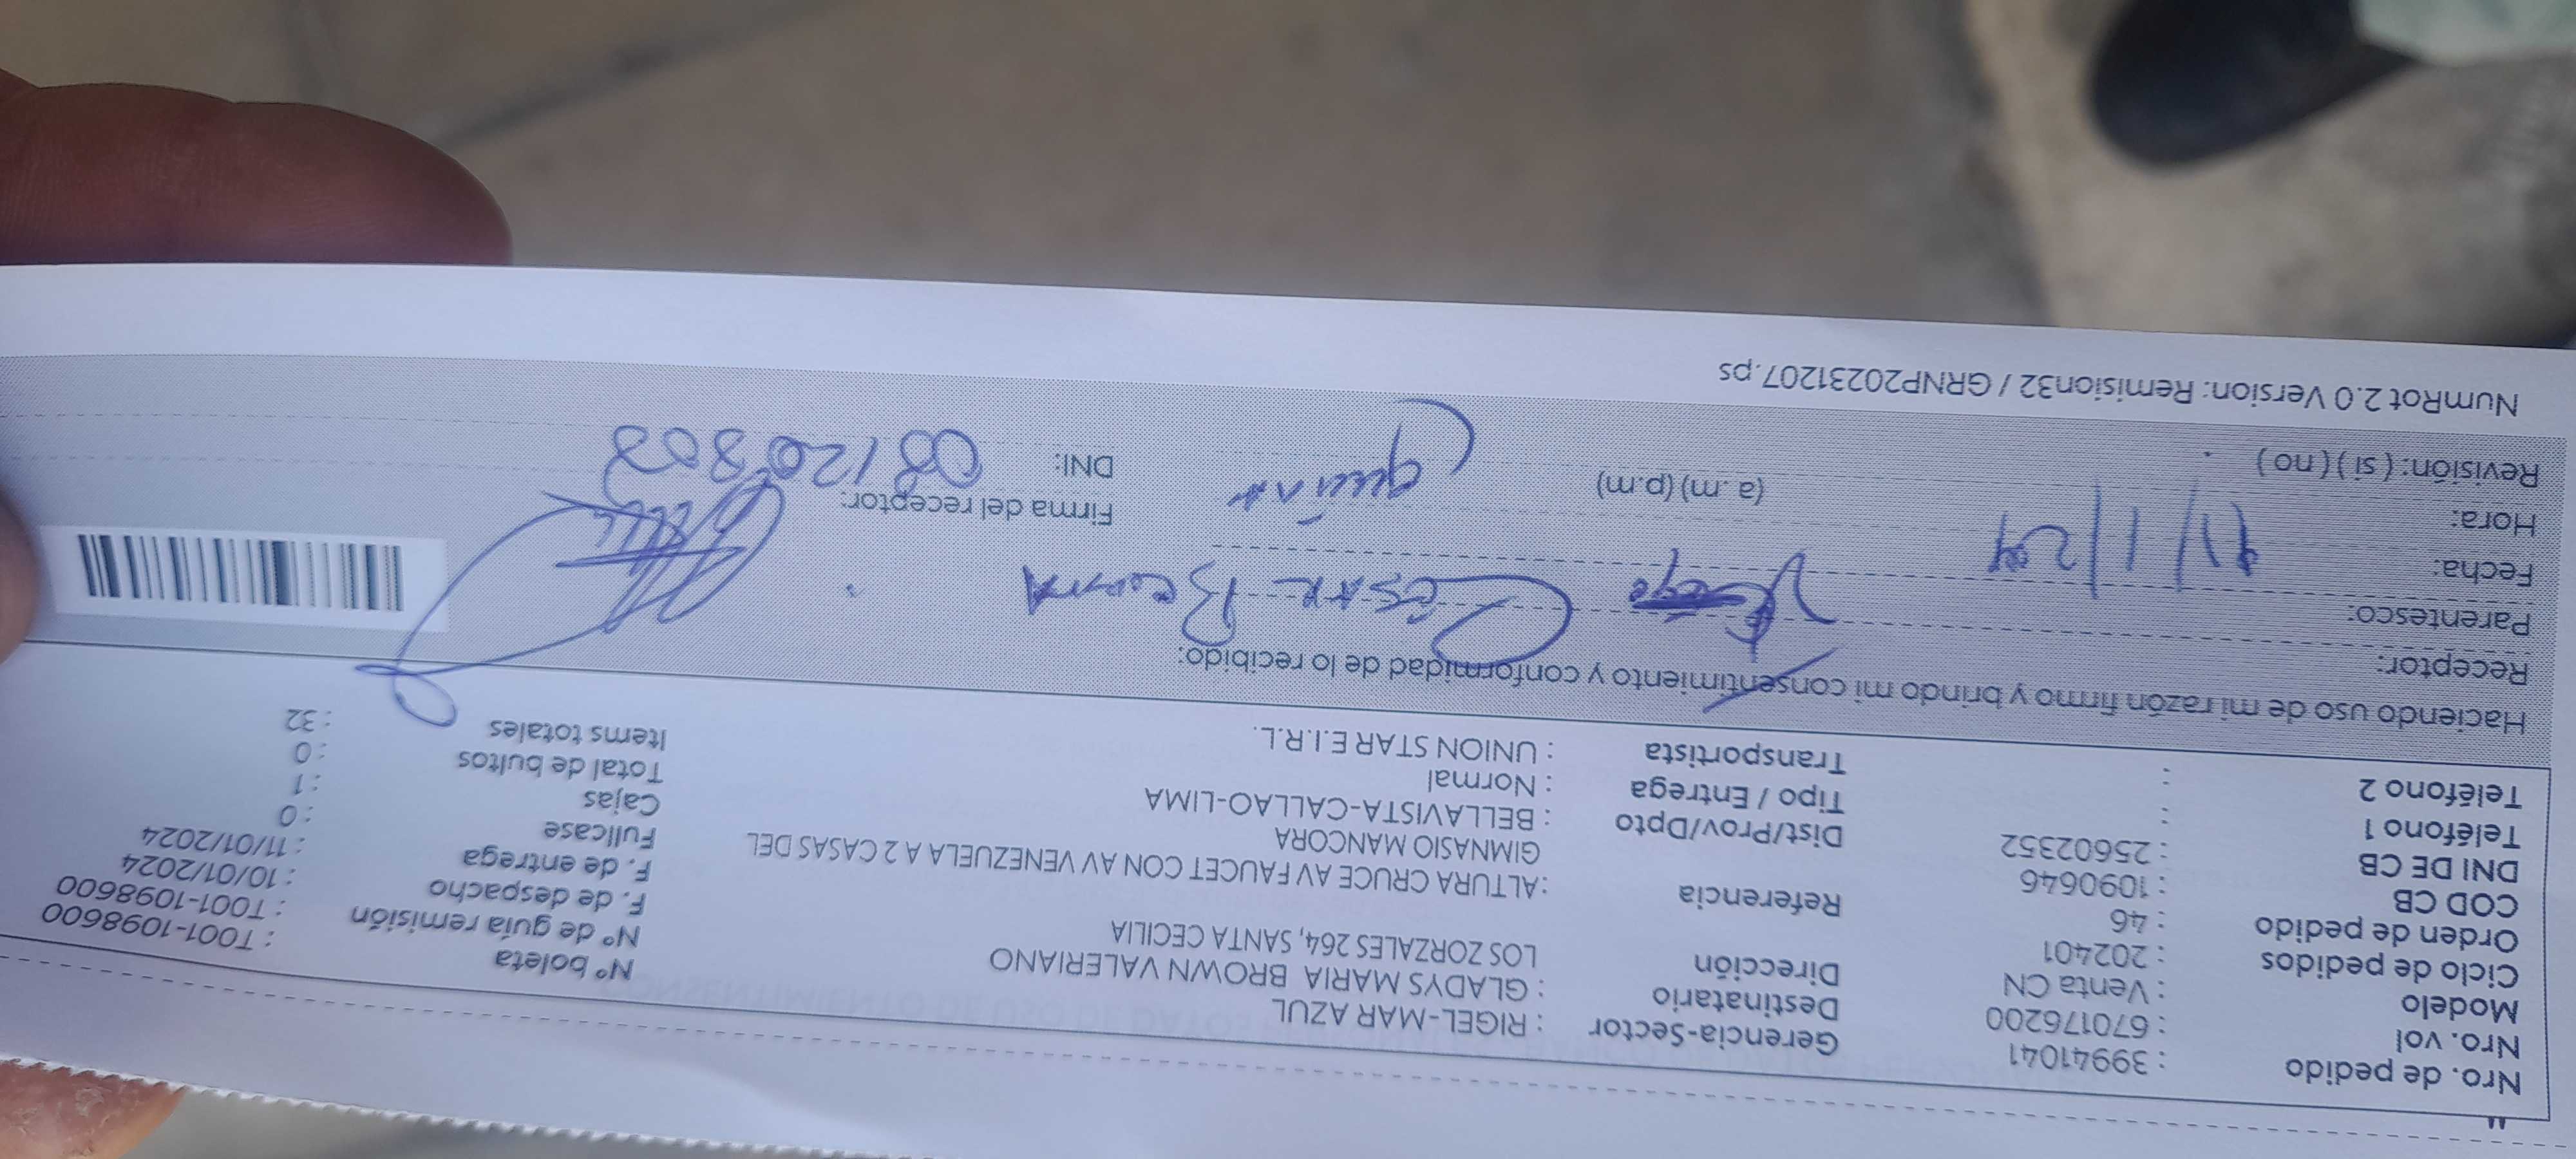 Nro. de pedido : 39941041 Gerencia-Sector : RIGEL-MAR AZUL Nº boleta : T001-1098600
Nro. vol : 670176200 Destinatario : GLADYS MARIA BROWN VALERIANO Nº de guía remisión : T001-1098600
Modelo : Venta CN Dirección LOS ZORZALES 264, SANTA CECILIA F. de despacho : 10/01/2024
Ciclo de pedidos : 202401 F. de entrega : 11/01/2024
Orden de pedido : 46 Referencia : ALTURA CRUCE AV FAUCET CON AV VENEZUELA A 2 CASAS DEL Fullcase : 0
COD CB : 1090646 GIMNASIO MANCORA Cajas : 1
DNI DE CB : 25602352 Dist/Prov/Dpto : BELLAVISTA-CALLAO-LIMA Total de bultos : 0
Teléfono 1 : Tipo / Entrega : Normal Items totales : 32
Teléfono 2 : Transportista : UNION STAR E.I.R.L.
Haciendo uso de mi razón firmo y brindo mi consentimiento y conformidad de lo recibido:
Receptor: CESAR
Parentesco:
Fecha: 11/1/24
Hora: (a .m) (p.m) Firma del receptor:
Revisión: ( si ) ( no ) DNI: 08120808
NumRot 2.0 Version: Remision32 / GRNP20231207.ps